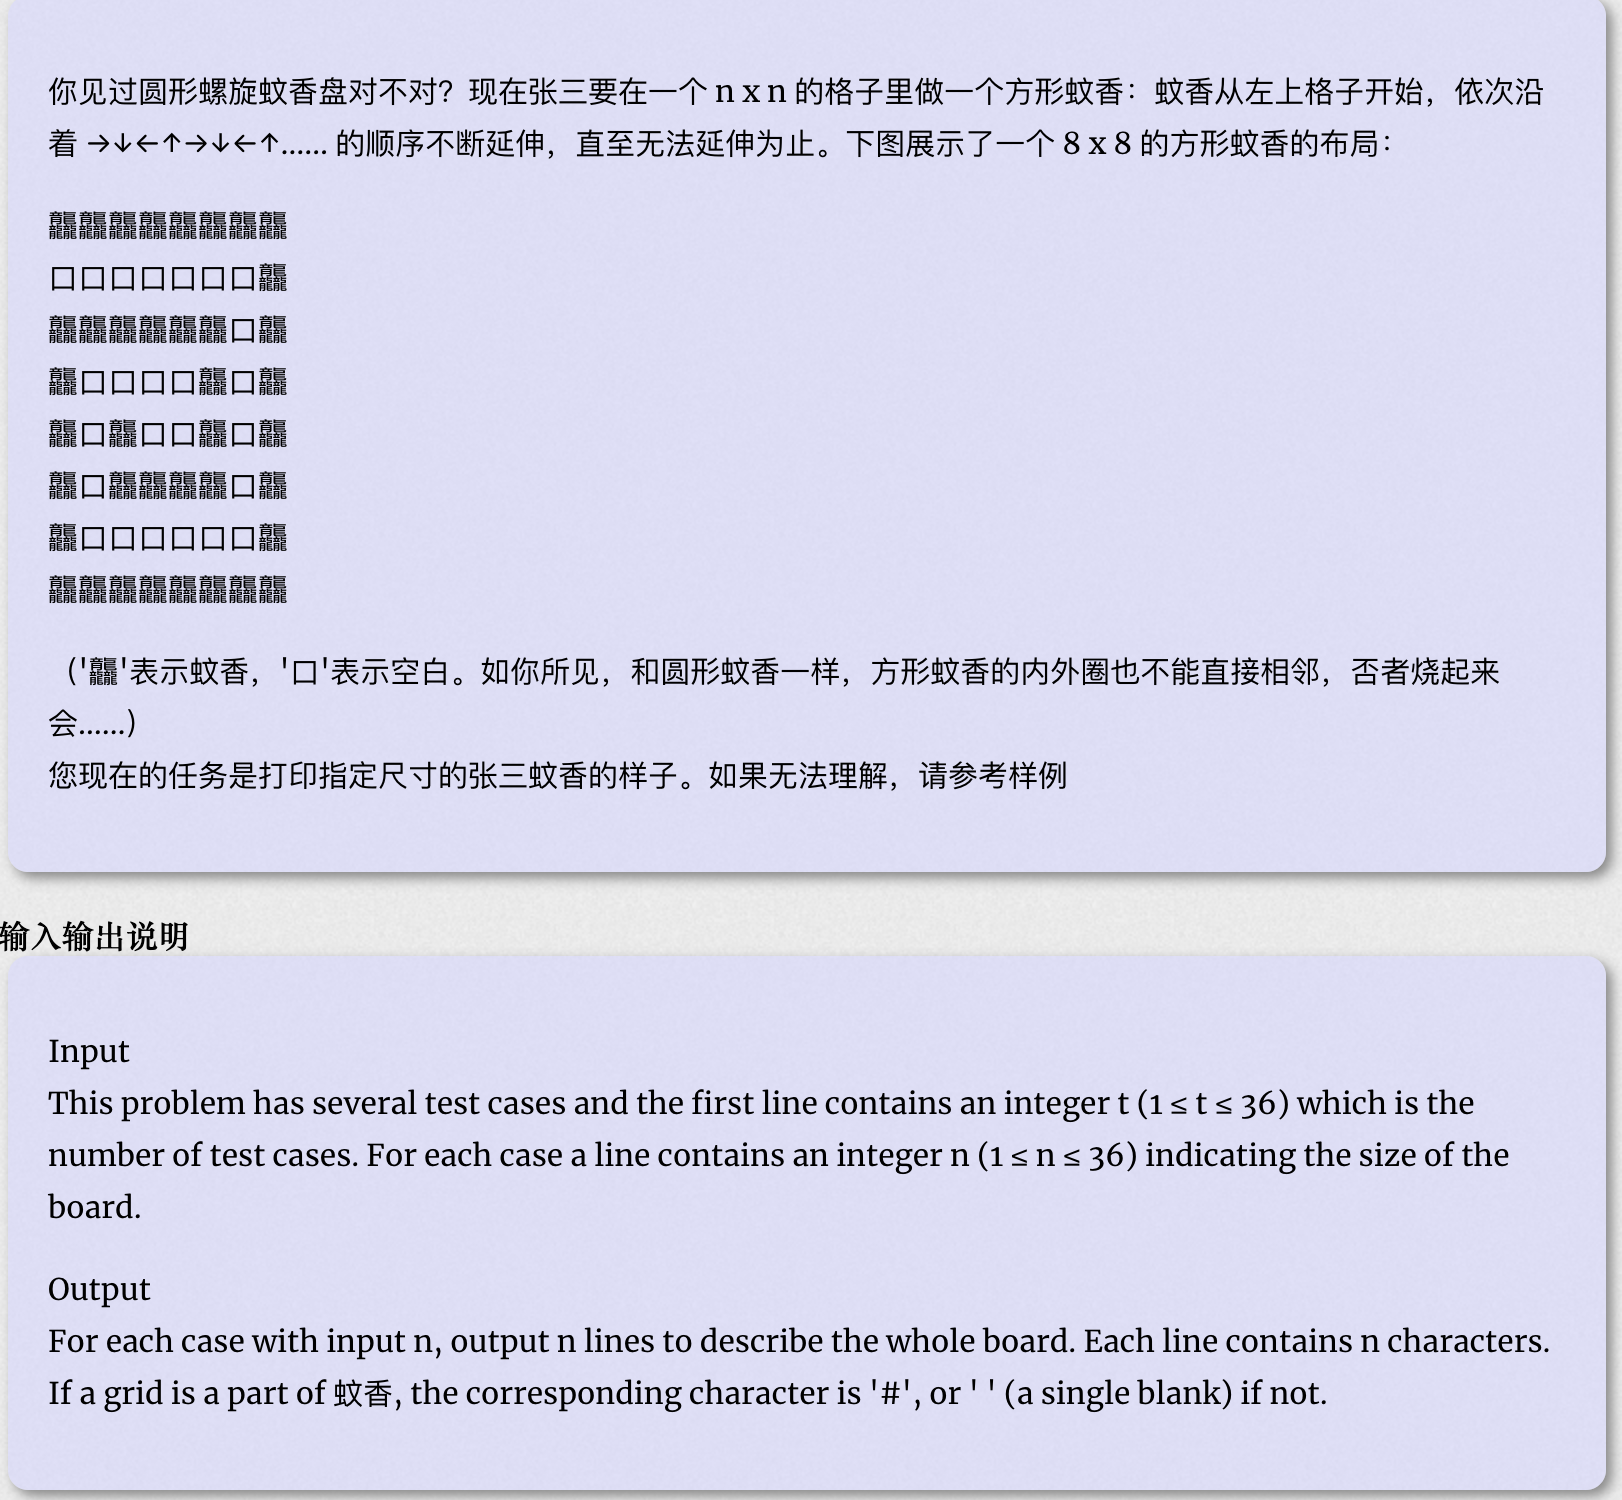 你见过圆形螺旋蚊香盘对不对？现在张三要在一个 n x n 的格子里做一个方形蚊香：蚊香从左上格子开始，依次沿
着 →↓←↑→↓←↑…… 的顺序不断延伸，直至无法延伸为止。下图展示了一个 8 x 8 的方形蚊香的布局：
龘龘龘龘龘龘龘龘
口口口口口口口龘
龘龘龘龘龘龘口龘
龘口口口口龘口龘
龘口龘口口龘口龘
龘口龘龘龘龘口龘
龘口口口口口口龘
龘龘龘龘龘龘龘龘
（'龘'表示蚊香，'口'表示空白。如你所见，和圆形蚊香一样，方形蚊香的内外圈也不能直接相邻，否者烧起来
会……）
您现在的任务是打印指定尺寸的张三蚊香的样子。如果无法理解，请参考样例
输入输出说明
Input
This problem has several test cases and the first line contains an integer t (1 ≤ t ≤ 36) which is the
number of test cases. For each case a line contains an integer n (1 ≤ n ≤ 36) indicating the size of the
board.
Output
For each case with input n, output n lines to describe the whole board. Each line contains n characters.
If a grid is a part of 蚊香, the corresponding character is '#', or ' ' (a single blank) if not.